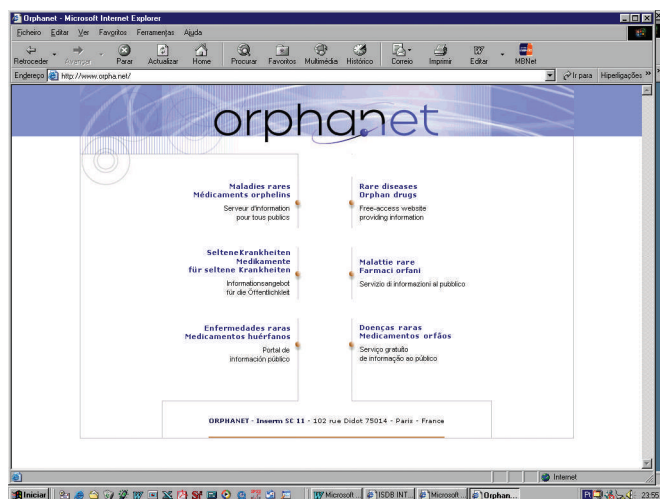 Orphanet - Microsoft Internet Explorer
Ficheiro Editar Ver Favoritos Ferramentas Ajuda
Retroceder Avançar Parar Actualizar Home Procurar Favoritos Multimédia Histórico Correio Imprimir Editar MBNet
Endereço http://www.orpha.net/ Ir para Hiperligações »
orphanet
Maladies rares
Médicaments orphelins
Serveur d'information
pour tous publics
Rare diseases
Orphan drugs
Free-access website
providing information
SelteneKrankheiten
Medikamente
für seltene Krankheiten
Informationsangebot
für die Öffentlichkeit
Malattie rare
Farmaci orfani
Servizio di informazioni al pubblico
Enfermedades raras
Medicamentos huérfanos
Portal de
información público
Doenças raras
Medicamentos orfãos
Serviço gratuito
de informação ao público
ORPHANET - Inserm SC 11 - 102 rue Didot 75014 - Paris - France
Internet
Iniciar Microsoft ... ISDB INT... Microsoft ... Orphan... 23:55